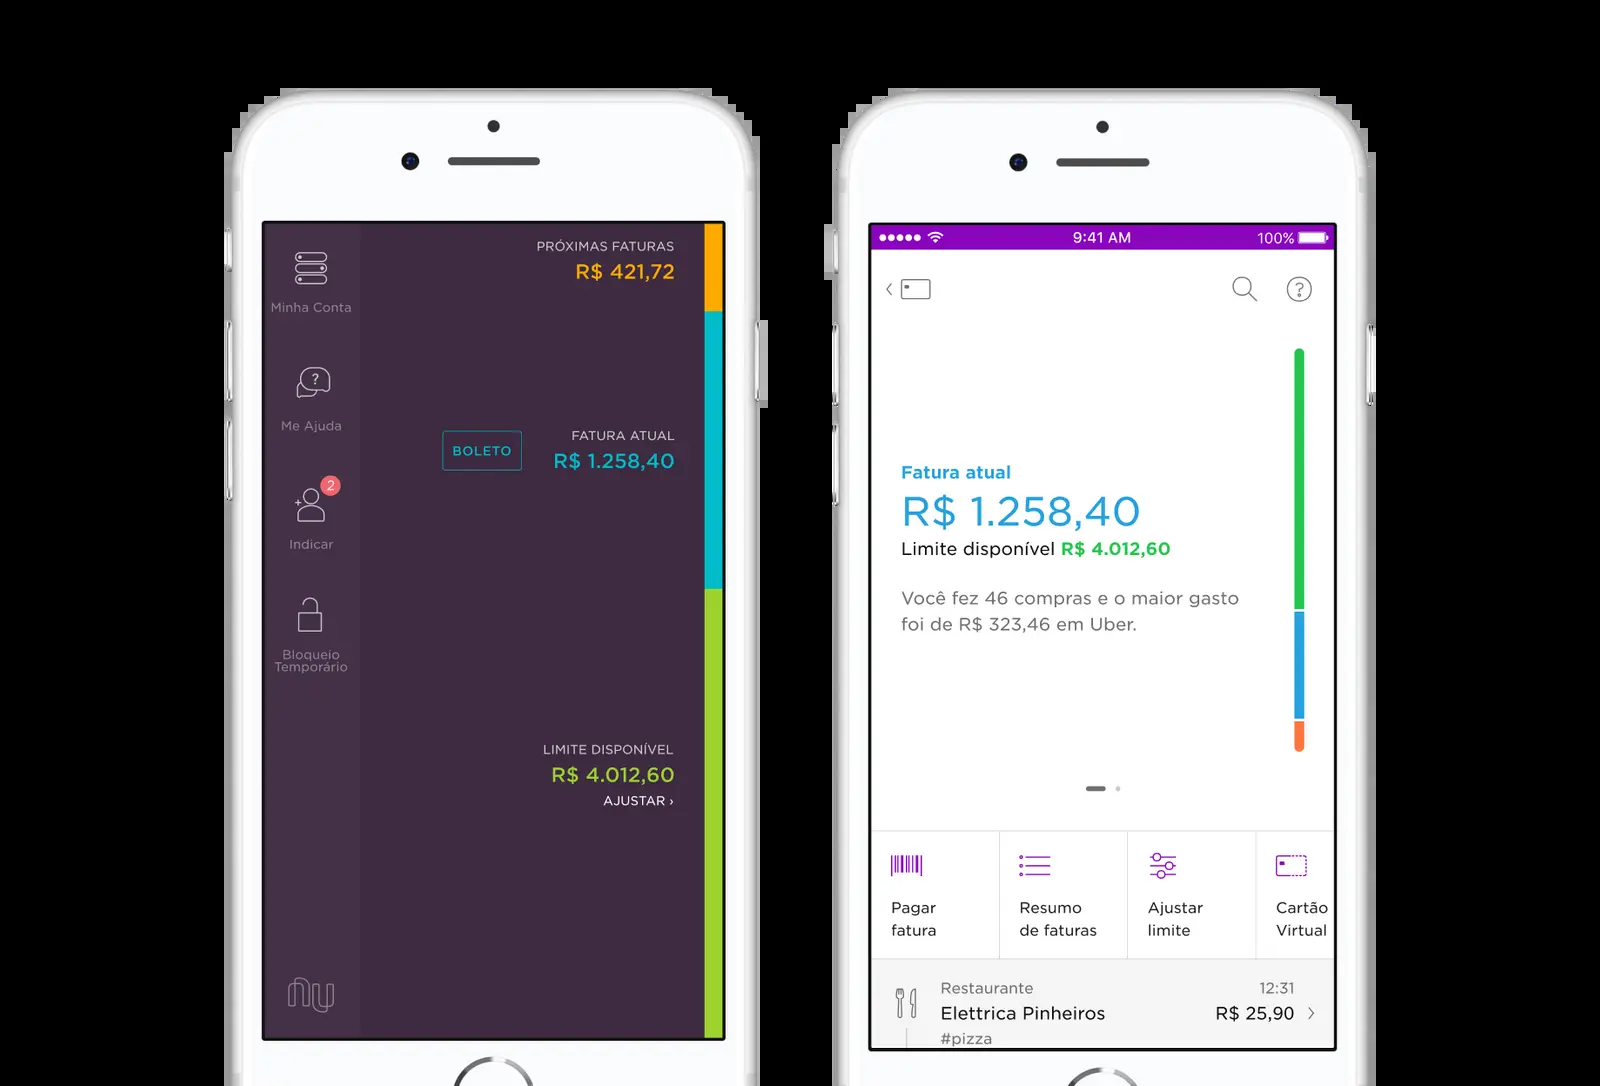 PRÓXIMAS FATURAS
R$ 421,72
Minha Conta
?
Me Ajuda
BOLETO
FATURA ATUAL
R$ 1.258,40
2
Indicar
Bloqueio
Temporário
LIMITE DISPONÍVEL
R$ 4.012,60
AJUSTAR ›
nu
9:41 AM
100%
?
Fatura atual
R$ 1.258,40
Limite disponível R$ 4.012,60
Você fez 46 compras e o maior gasto
foi de R$ 323,46 em Uber.
Pagar
fatura
Resumo
de faturas
Ajustar
limite
Cartão
Virtual
Restaurante
12:31
Elettrica Pinheiros
R$ 25,90
#pizza